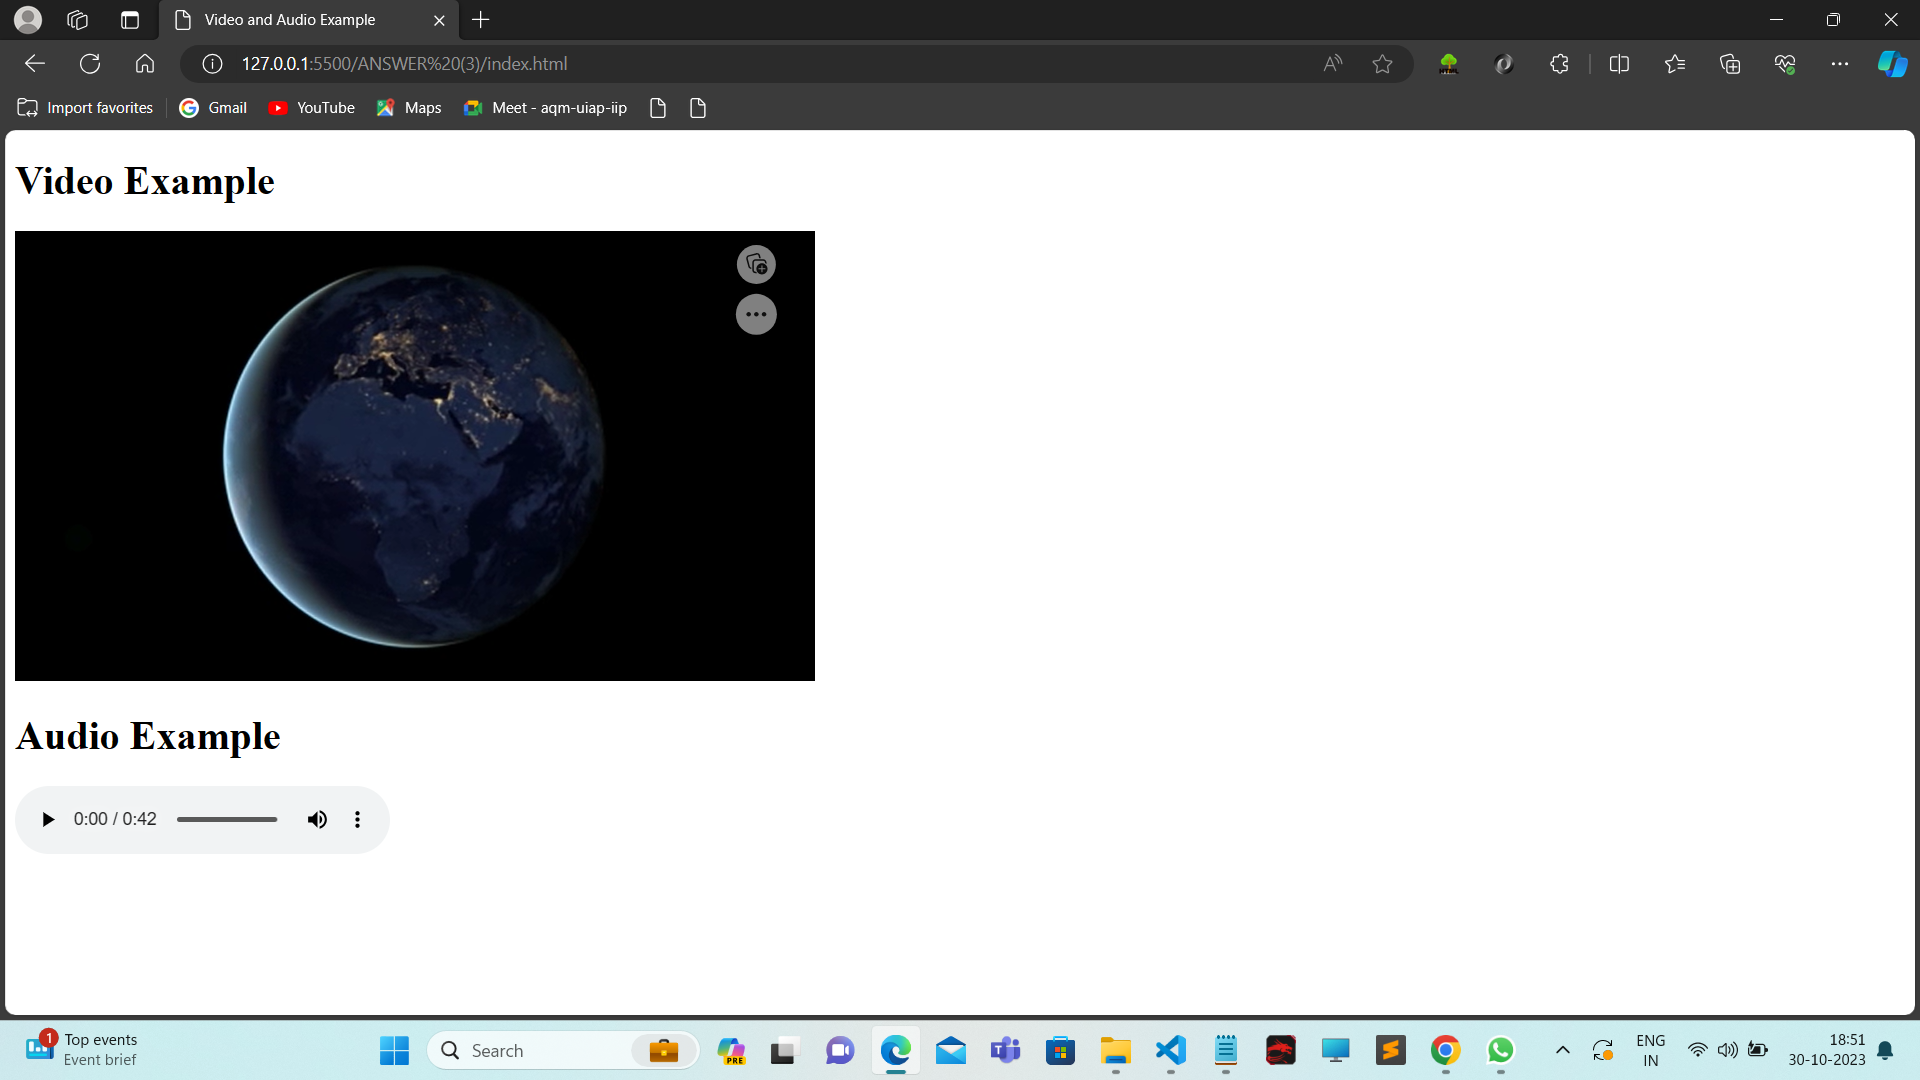 Video and Audio Example
127.0.0.1:5500/ANSWER%20(3)/index.html
Import favorites
Gmail
YouTube
Maps
Meet - aqm-uiap-iip
Video Example
Audio Example
0:00 / 0:42
1
Top events
Event brief
Search
PRE
ENG
IN
18:51
30-10-2023